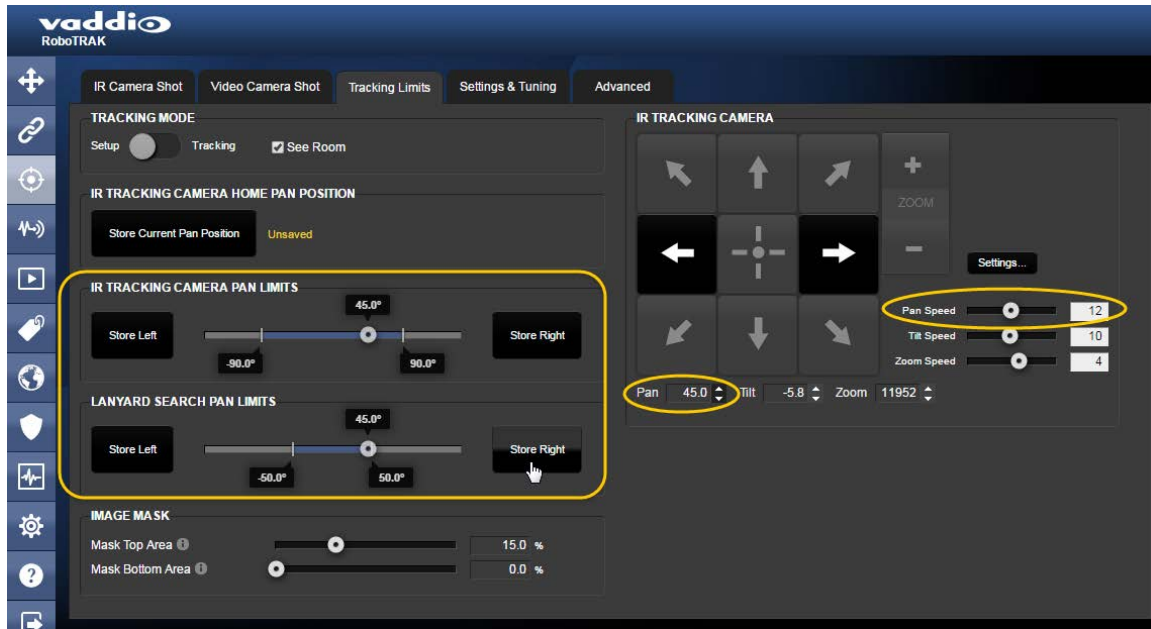 vaddio
RoboTRAK
IR Camera Shot Video Camera Shot Tracking Limits Settings & Tuning Advanced
TRACKING MODE
Setup Tracking See Room
IR TRACKING CAMERA HOME PAN POSITION
Store Current Pan Position Unsaved
IR TRACKING CAMERA PAN LIMITS
45.0°
Store Left Store Right
-90.0° 90.0°
LANYARD SEARCH PAN LIMITS
45.0°
Store Left Store Right
-50.0° 50.0°
IMAGE MASK
Mask Top Area 15.0 %
Mask Bottom Area 0.0 %
IR TRACKING CAMERA
+
ZOOM
-
Settings...
Pan Speed 12
Tilt Speed 10
Zoom Speed 4
Pan 45.0 Tilt -5.8 Zoom 11952